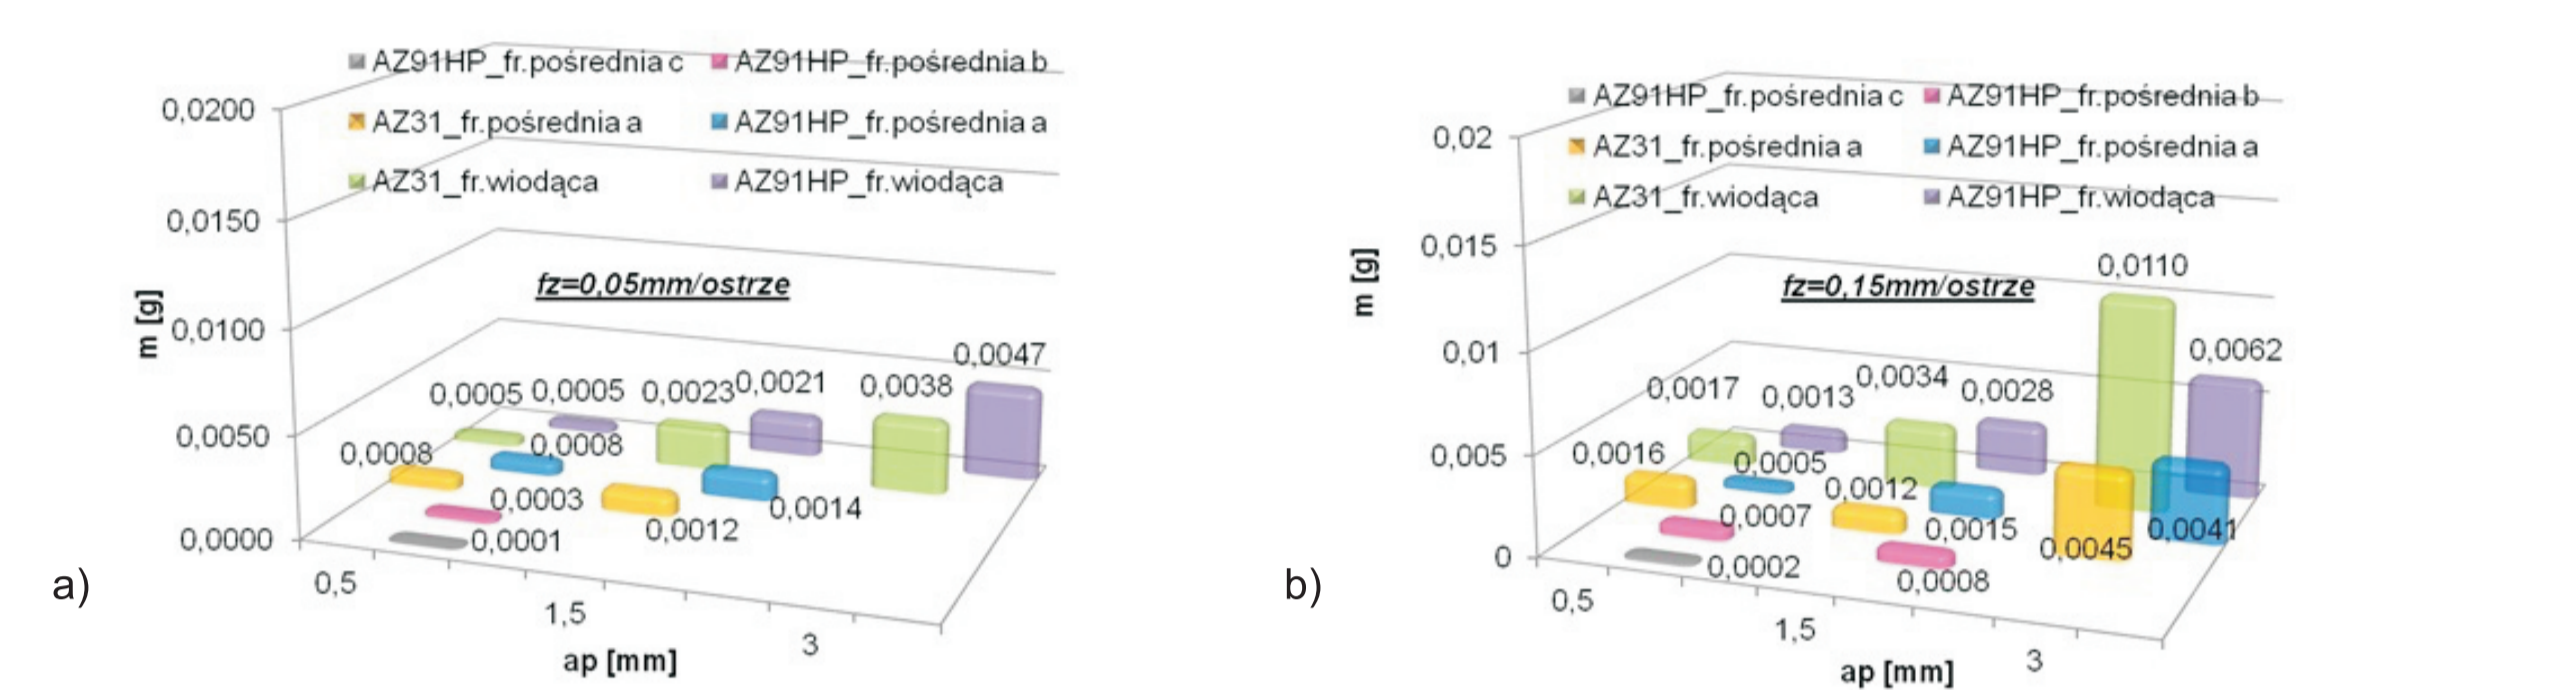 AZ91HP_fr.pośrednia c AZ91HP_fr.pośrednia b
0,0200
AZ31_fr.pośrednia a AZ91HP_fr.pośrednia a
AZ31_fr.wiodąca AZ91HP_fr.wiodąca
0,0150
fz=0,05mm/ostrze
m [g]
0,0100
0,0047
0,0005 0,0005 0,0023 0,0021 0,0038
0,0050
0,0008 0,0008
0,0003 0,0014
0,0012
0,0000 0,0001
a)
0,5
1,5
3
ap [mm]
AZ91HP_fr.pośrednia c AZ91HP_fr.pośrednia b
0,02
AZ31_fr.pośrednia a AZ91HP_fr.pośrednia a
AZ31_fr.wiodąca AZ91HP_fr.wiodąca
0,015
0,0110
m [g]
fz=0,15mm/ostrze
0,01 0,0062
0,0017 0,0013 0,0034 0,0028
0,005 0,0016 0,0005
0,0012
0,0007 0,0015 0,0041
0 0,0045
0,0002 0,0008
b)
0,5
1,5
3
ap [mm]